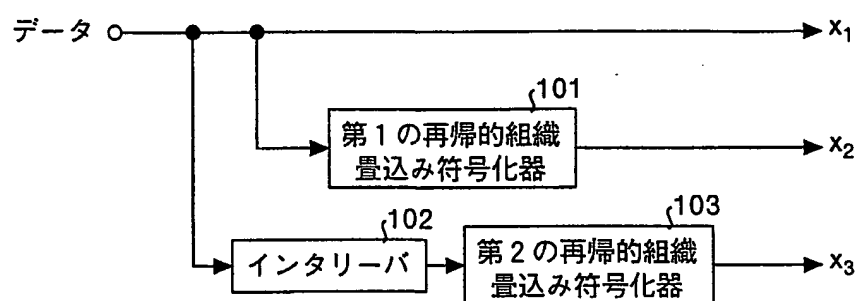 データ
x₁
101
第1の再帰的組織
畳込み符号化器
x₂
102
インタリーバ
103
第2の再帰的組織
畳込み符号化器
x₃